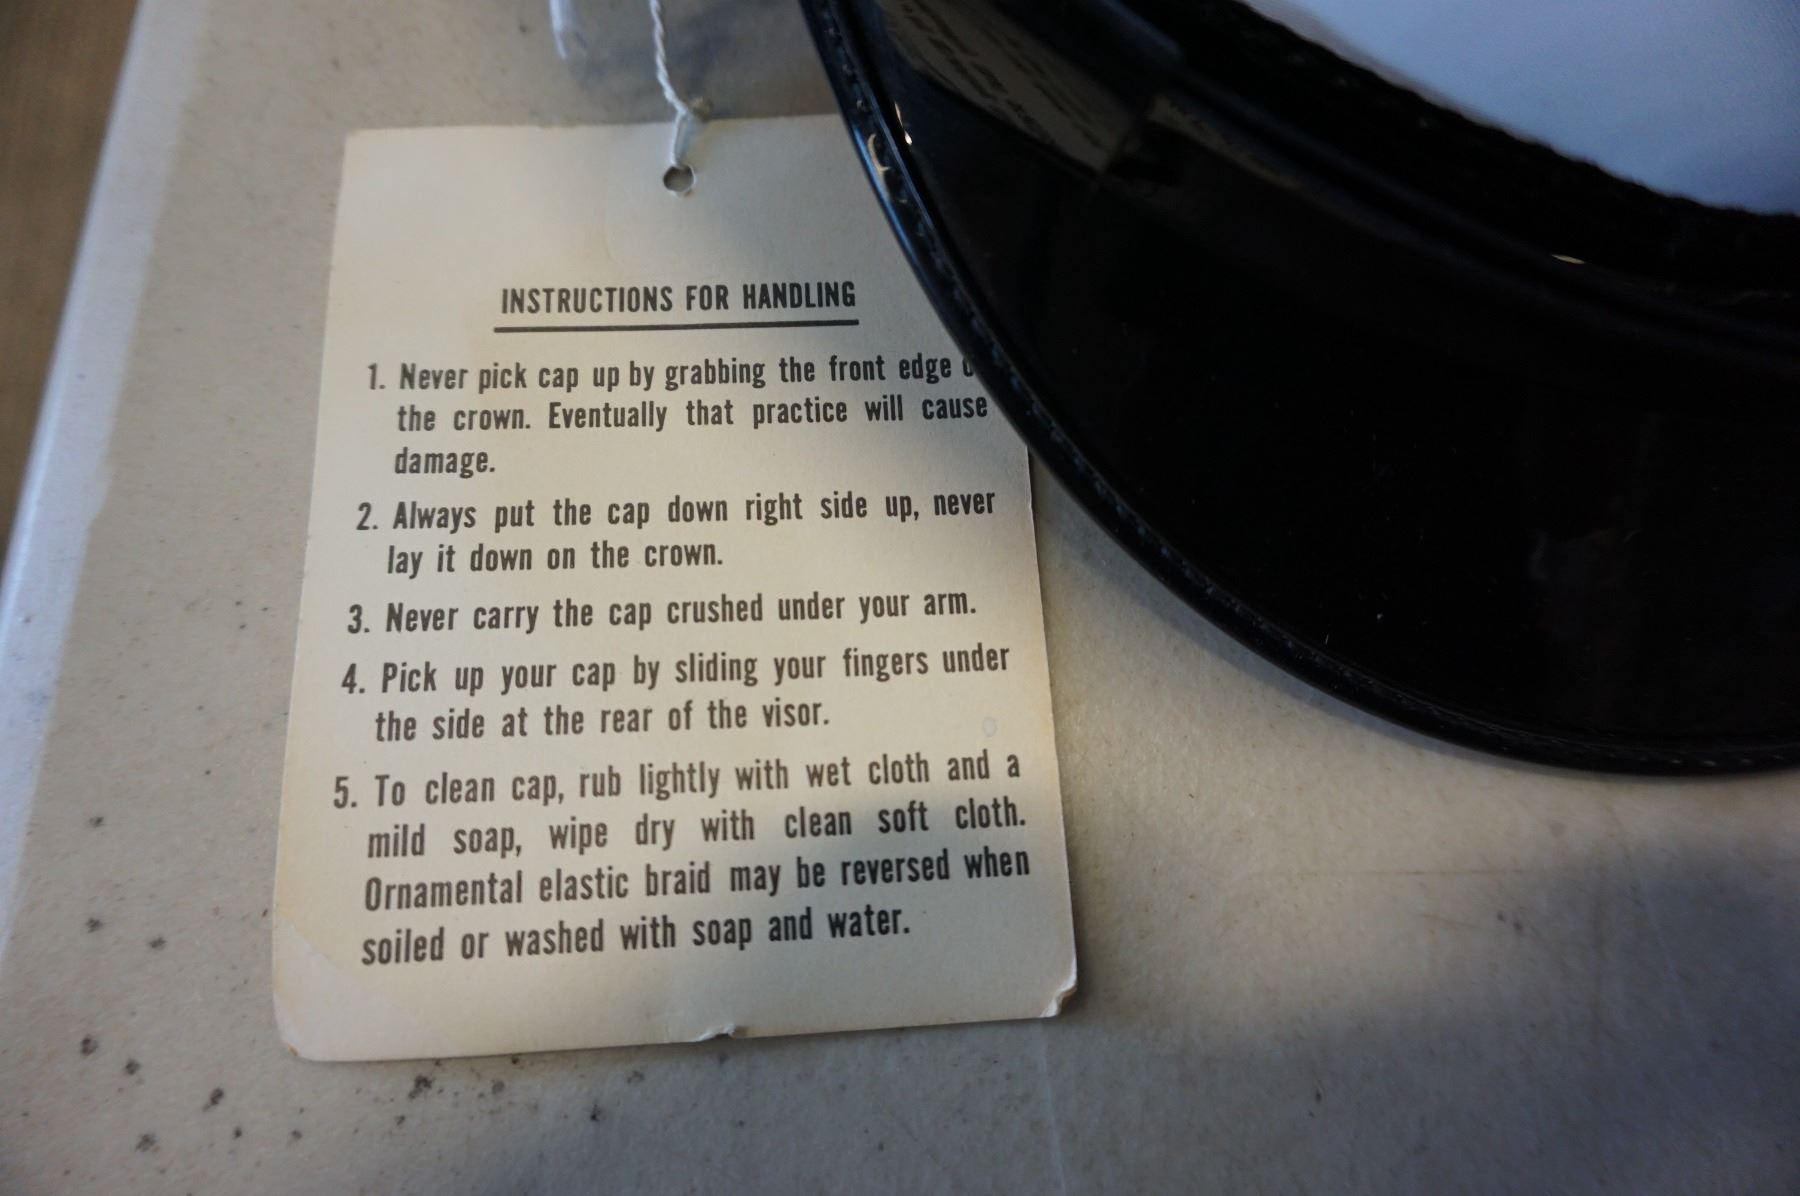 INSTRUCTIONS FOR HANDLING
1. Never pick cap up by grabbing the front edge
the crown. Eventually that practice will cause
damage.
2. Always put the cap down right side up, never
lay it down on the crown.
3. Never carry the cap crushed under your arm.
4. Pick up your cap by sliding your fingers under
the side at the rear of the visor.
5. To clean cap, rub lightly with wet cloth and a
mild soap, wipe dry with clean soft cloth.
Ornamental elastic braid may be reversed when
soiled or washed with soap and water.